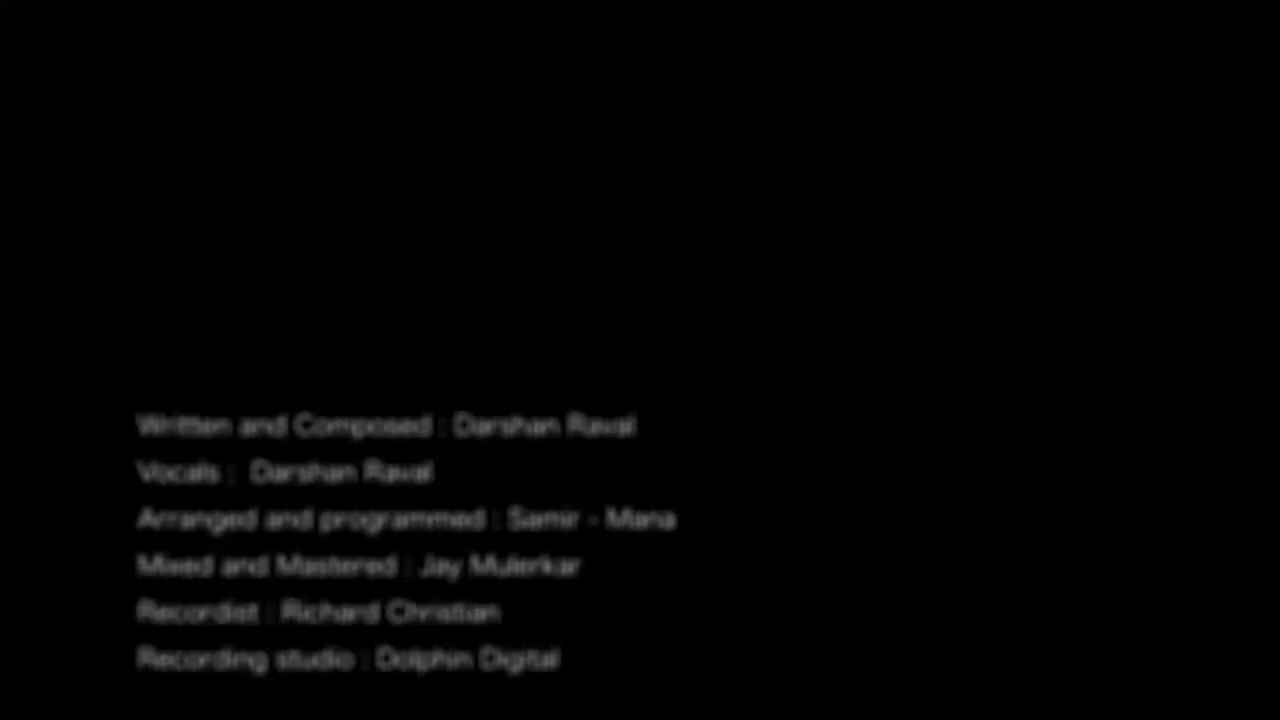 Written and Composed : Darshan Raval
Vocals : Darshan Raval
Arranged and programmed : Samir - Mana
Mixed and Mastered : Jay Mulerkar
Recordist : Richard Christian
Recording studio : Dolphin Digital